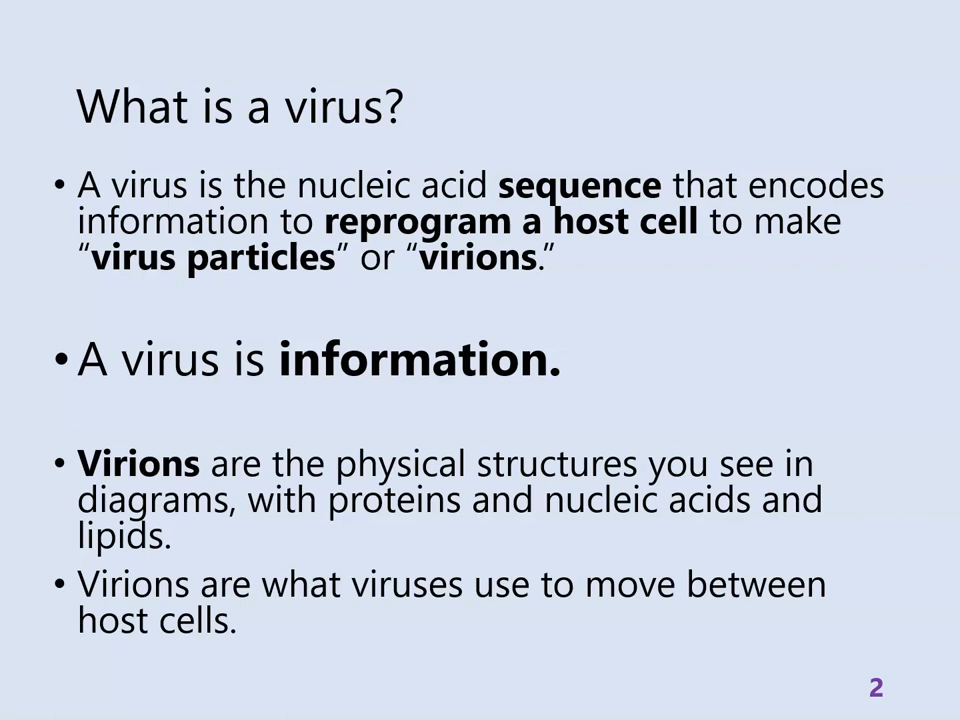 What is a virus?
• A virus is the nucleic acid sequence that encodes
information to reprogram a host cell to make
“virus particles” or “virions.”
• A virus is information.
• Virions are the physical structures you see in
diagrams, with proteins and nucleic acids and
lipids.
• Virions are what viruses use to move between
host cells.
2